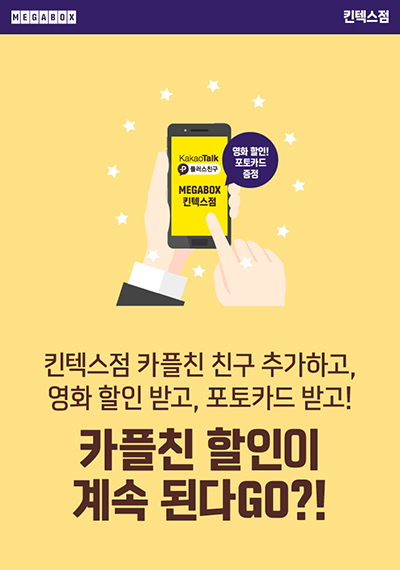 MEGABOX
킨텍스점
KakaoTalk
플러스친구
MEGABOX
킨텍스점
영화 할인!
포토카드
증정
킨텍스점 카플친 친구 추가하고,
영화 할인 받고, 포토카드 받고!
카플친 할인이
계속 된다GO?!